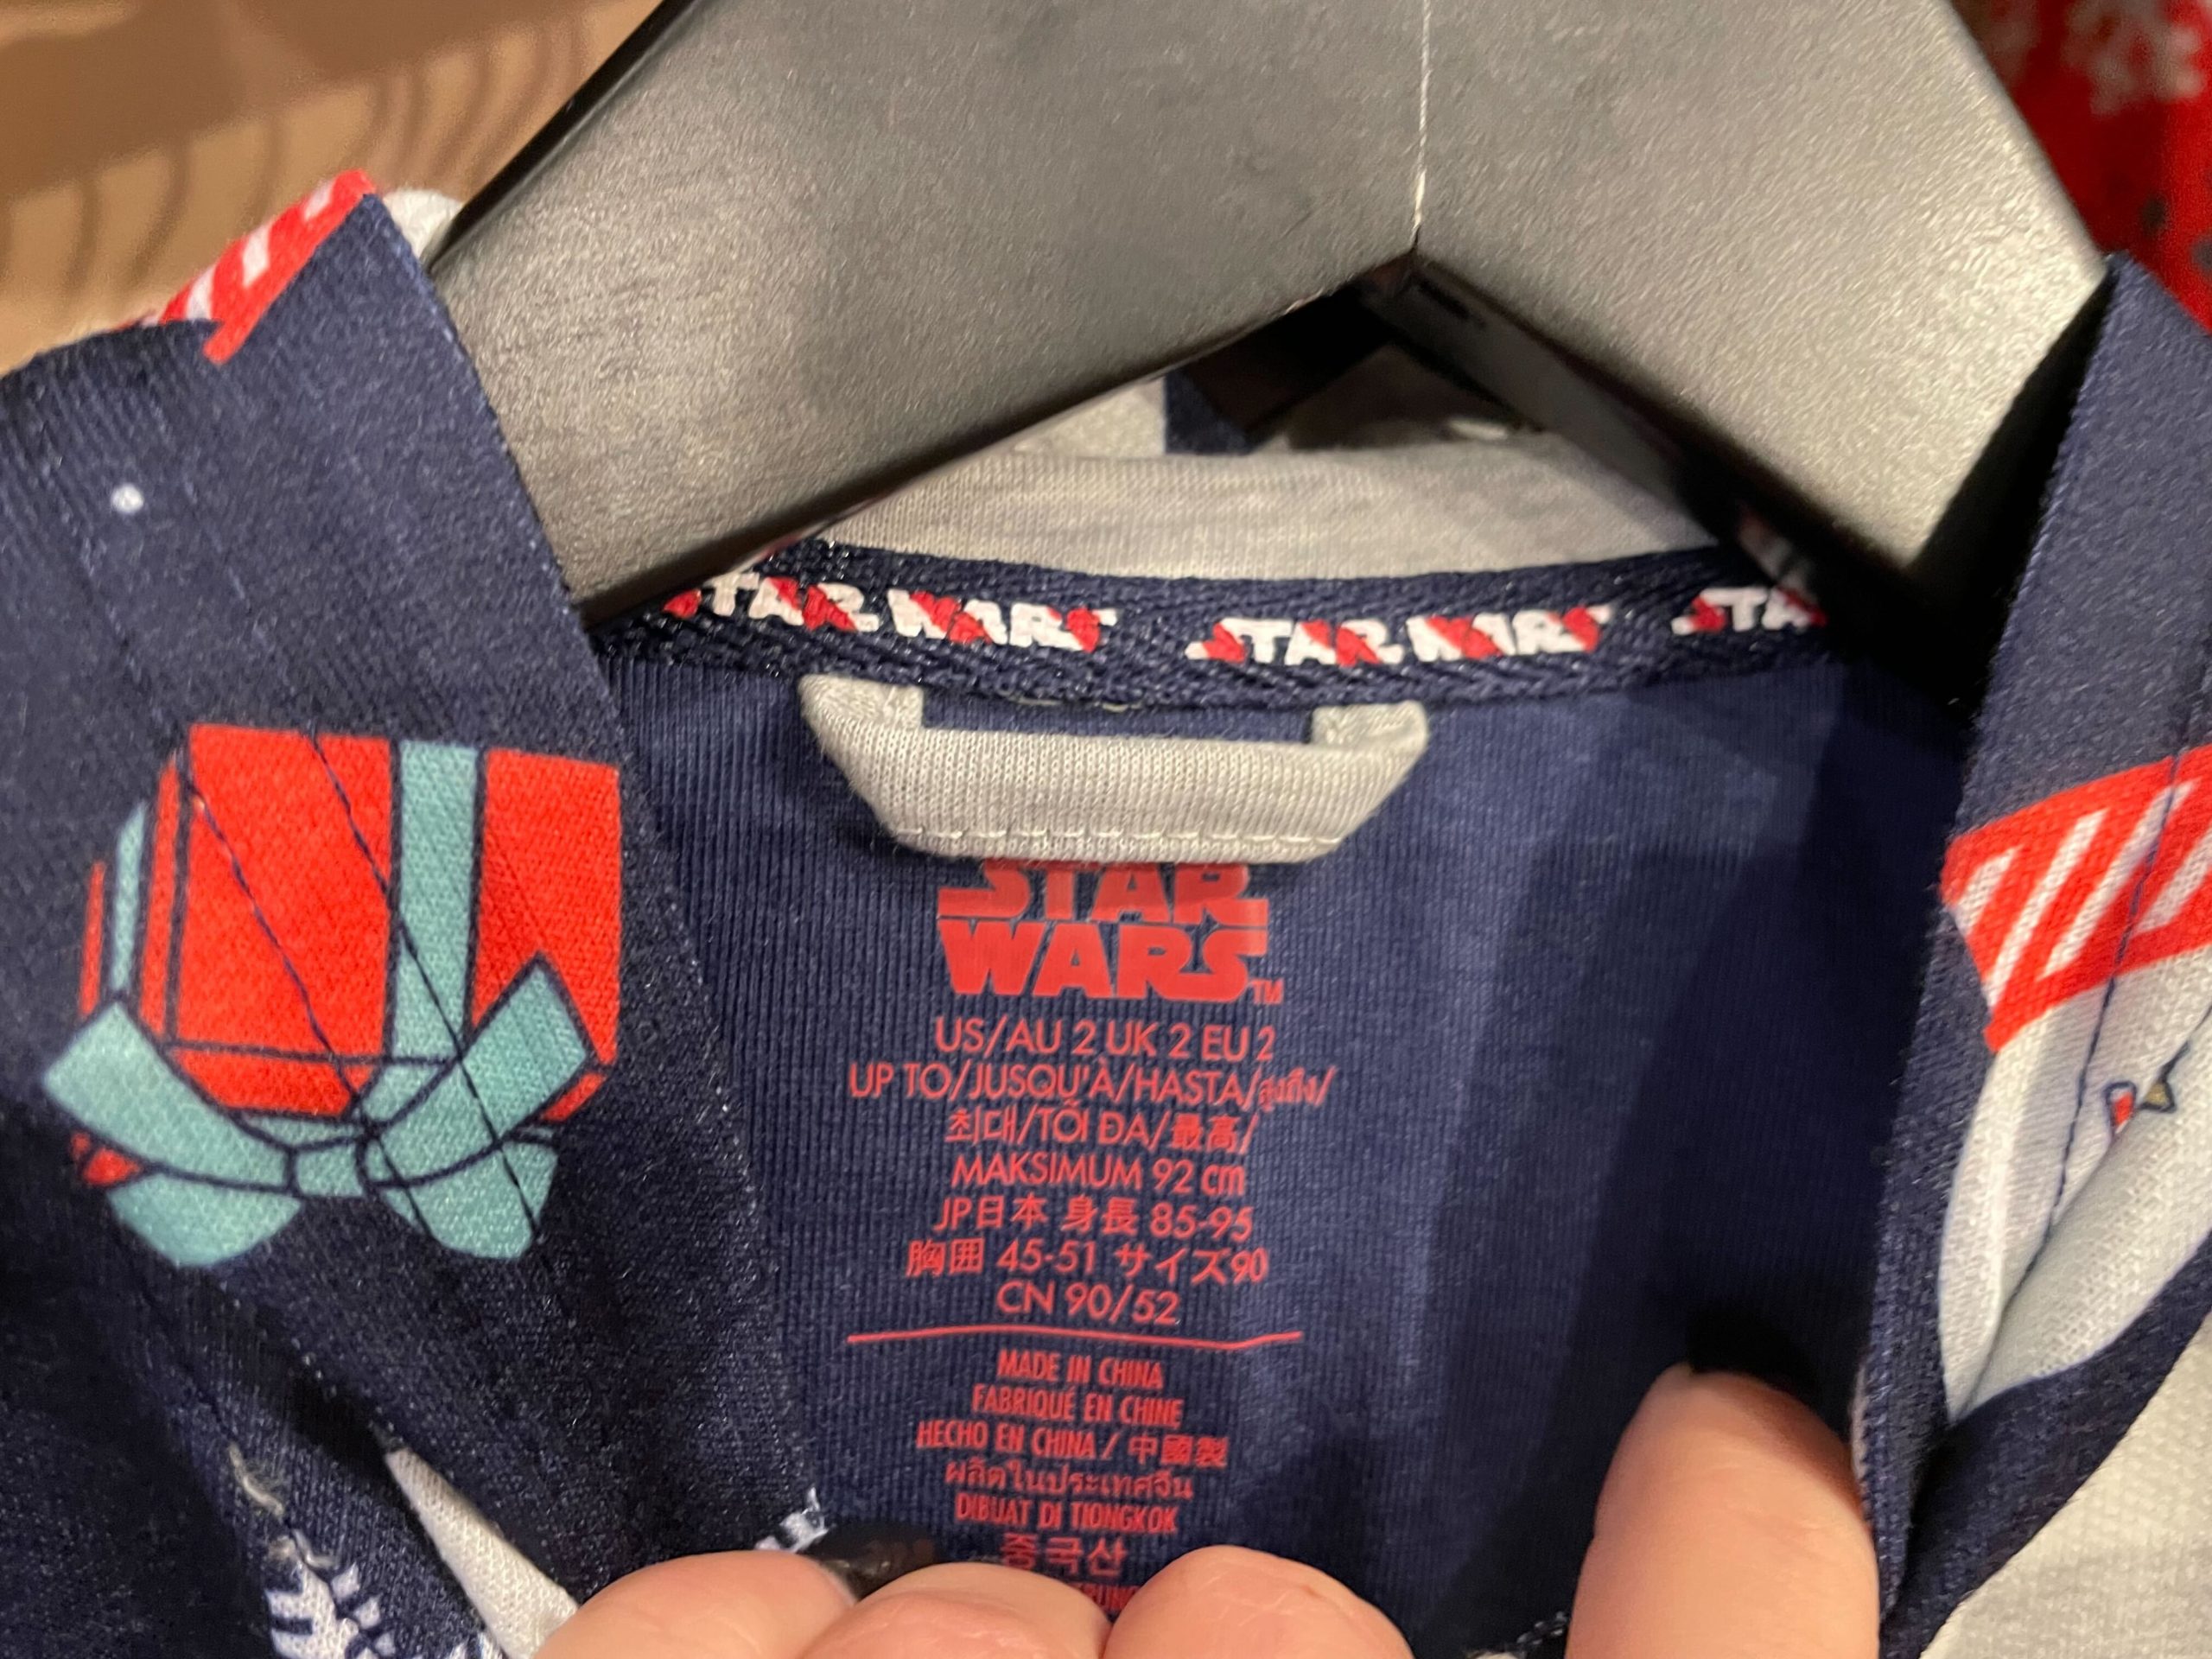 STAR WARS STAR WARS STA
STAR
WARS™
US/AU 2 UK 2 EU 2
UP TO/JUSQU'À/HASTA/สูงถึง/
최대/TỐI ĐA/最高/
MAKSIMUM 92 cm
JP日本 身長 85-95
胸囲 45-51 サイズ90
CN 90/52
MADE IN CHINA
FABRIQUÉ EN CHINE
HECHO EN CHINA / 中國製
ผลิตในประเทศจีน
DIBUAT DI TIONGKOK
중국산